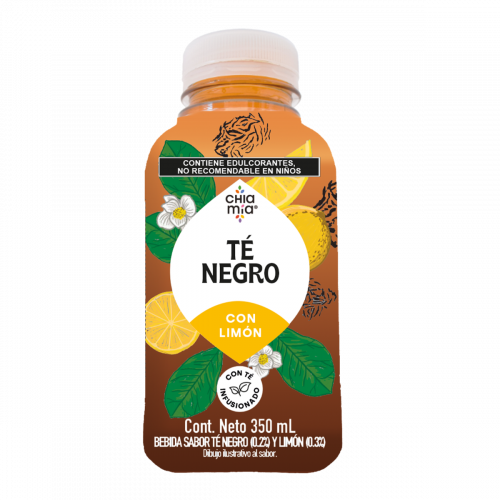 CONTIENE EDULCORANTES,
NO RECOMENDABLE EN NIÑOS
CHIA
mía®
TÉ
NEGRO
CON
LIMÓN
CON TÉ
INFUSIONADO
Cont. Neto 350 mL
BEBIDA SABOR TÉ NEGRO (0.2%) Y LIMÓN (0.3%)
Dibujo ilustrativo al sabor.